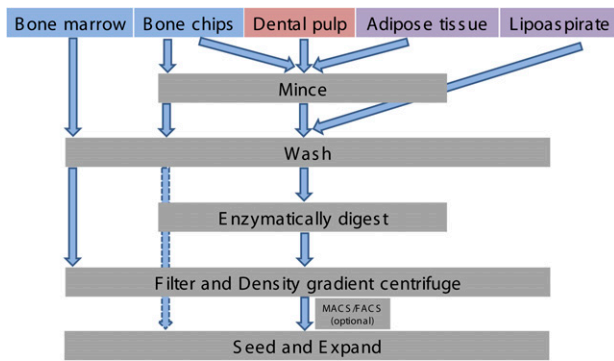 Bone marrow Bone chips Dental pulp Adipose tissue Lipoaspirate
Mince
Wash
Enzymatically digest
Filter and Density gradient centrifuge
MACS/FACS
(optional)
Seed and Expand